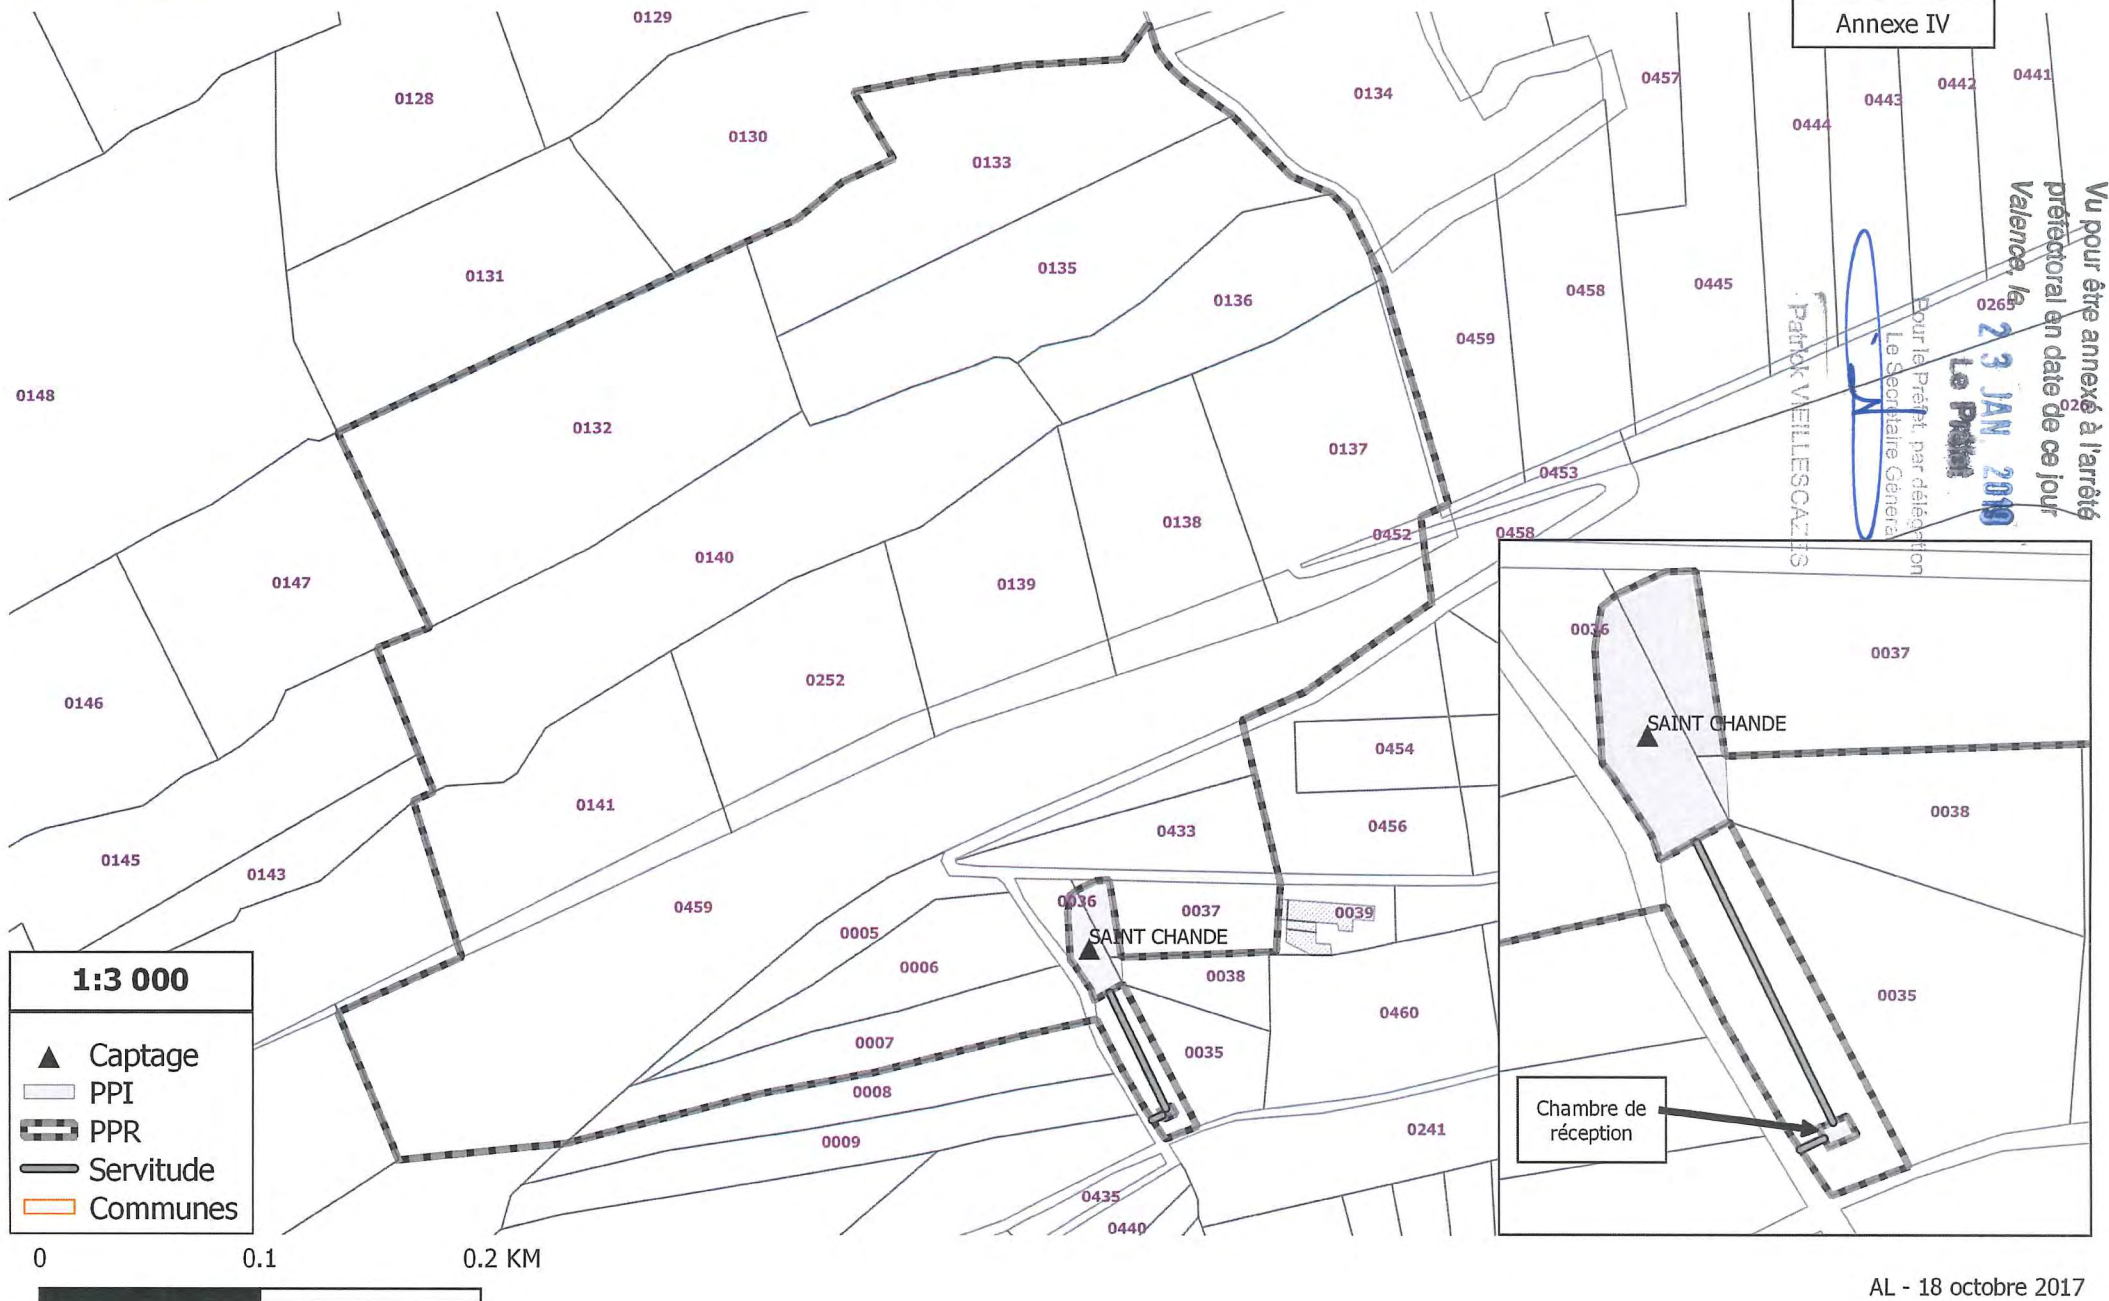 Annexe IV
0129
0128
0130
0133
0134
0457
0444
0443
0442
0441
0131
0135
0136
0458
0445
0265
0459
0148
0132
0137
0453
0452
0458
0138
0140
0139
0147
0146
0252
0141
0145
0143
0454
0456
0433
0459
0005
0006
0036
0037
0039
SAINT CHANDE
0038
0007
0008
0009
0460
0035
0241
0435
0440
Vu pour être annexé à l'arrêté
préfectoral en date de ce jour
Valence, le
23 JAN. 2018
Le Préfet
Pour le Préfet, par délégation
Le Secrétaire Général
Patrick VIEILLESCAZES
0036
0037
SAINT CHANDE
0038
0035
Chambre de
réception
1:3 000
Captage
PPI
PPR
Servitude
Communes
0 0.1 0.2 KM
AL - 18 octobre 2017